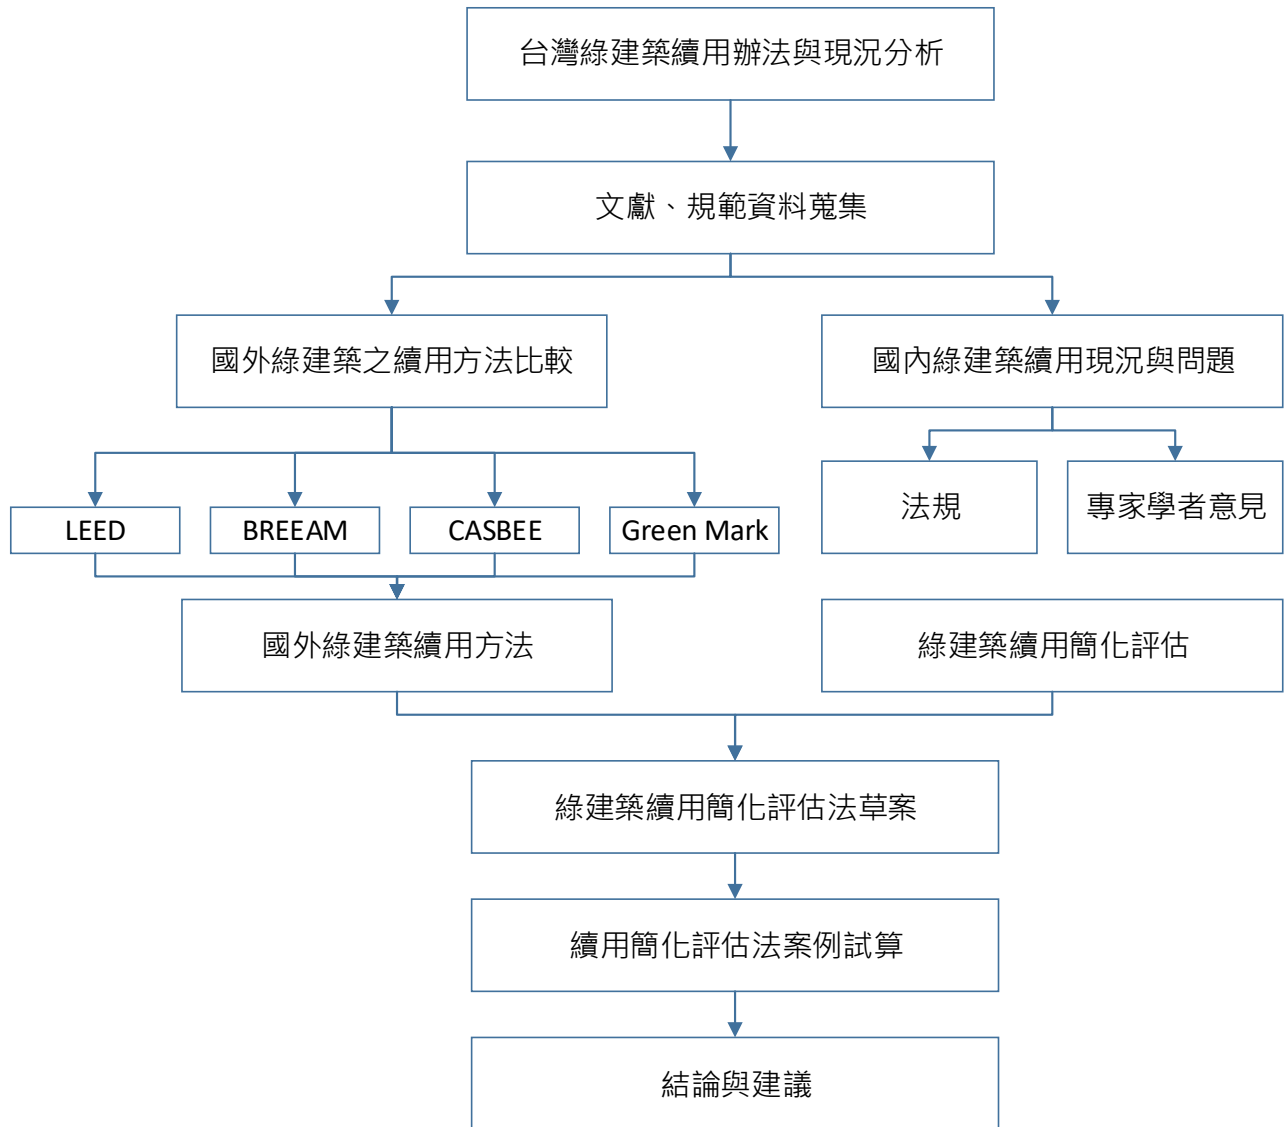 台灣綠建築續用辦法與現況分析
文獻、規範資料蒐集
國外綠建築之續用方法比較
國內綠建築續用現況與問題
法規
專家學者意見
LEED
BREEAM
CASBEE
Green Mark
國外綠建築續用方法
綠建築續用簡化評估
綠建築續用簡化評估法草案
續用簡化評估法案例試算
結論與建議